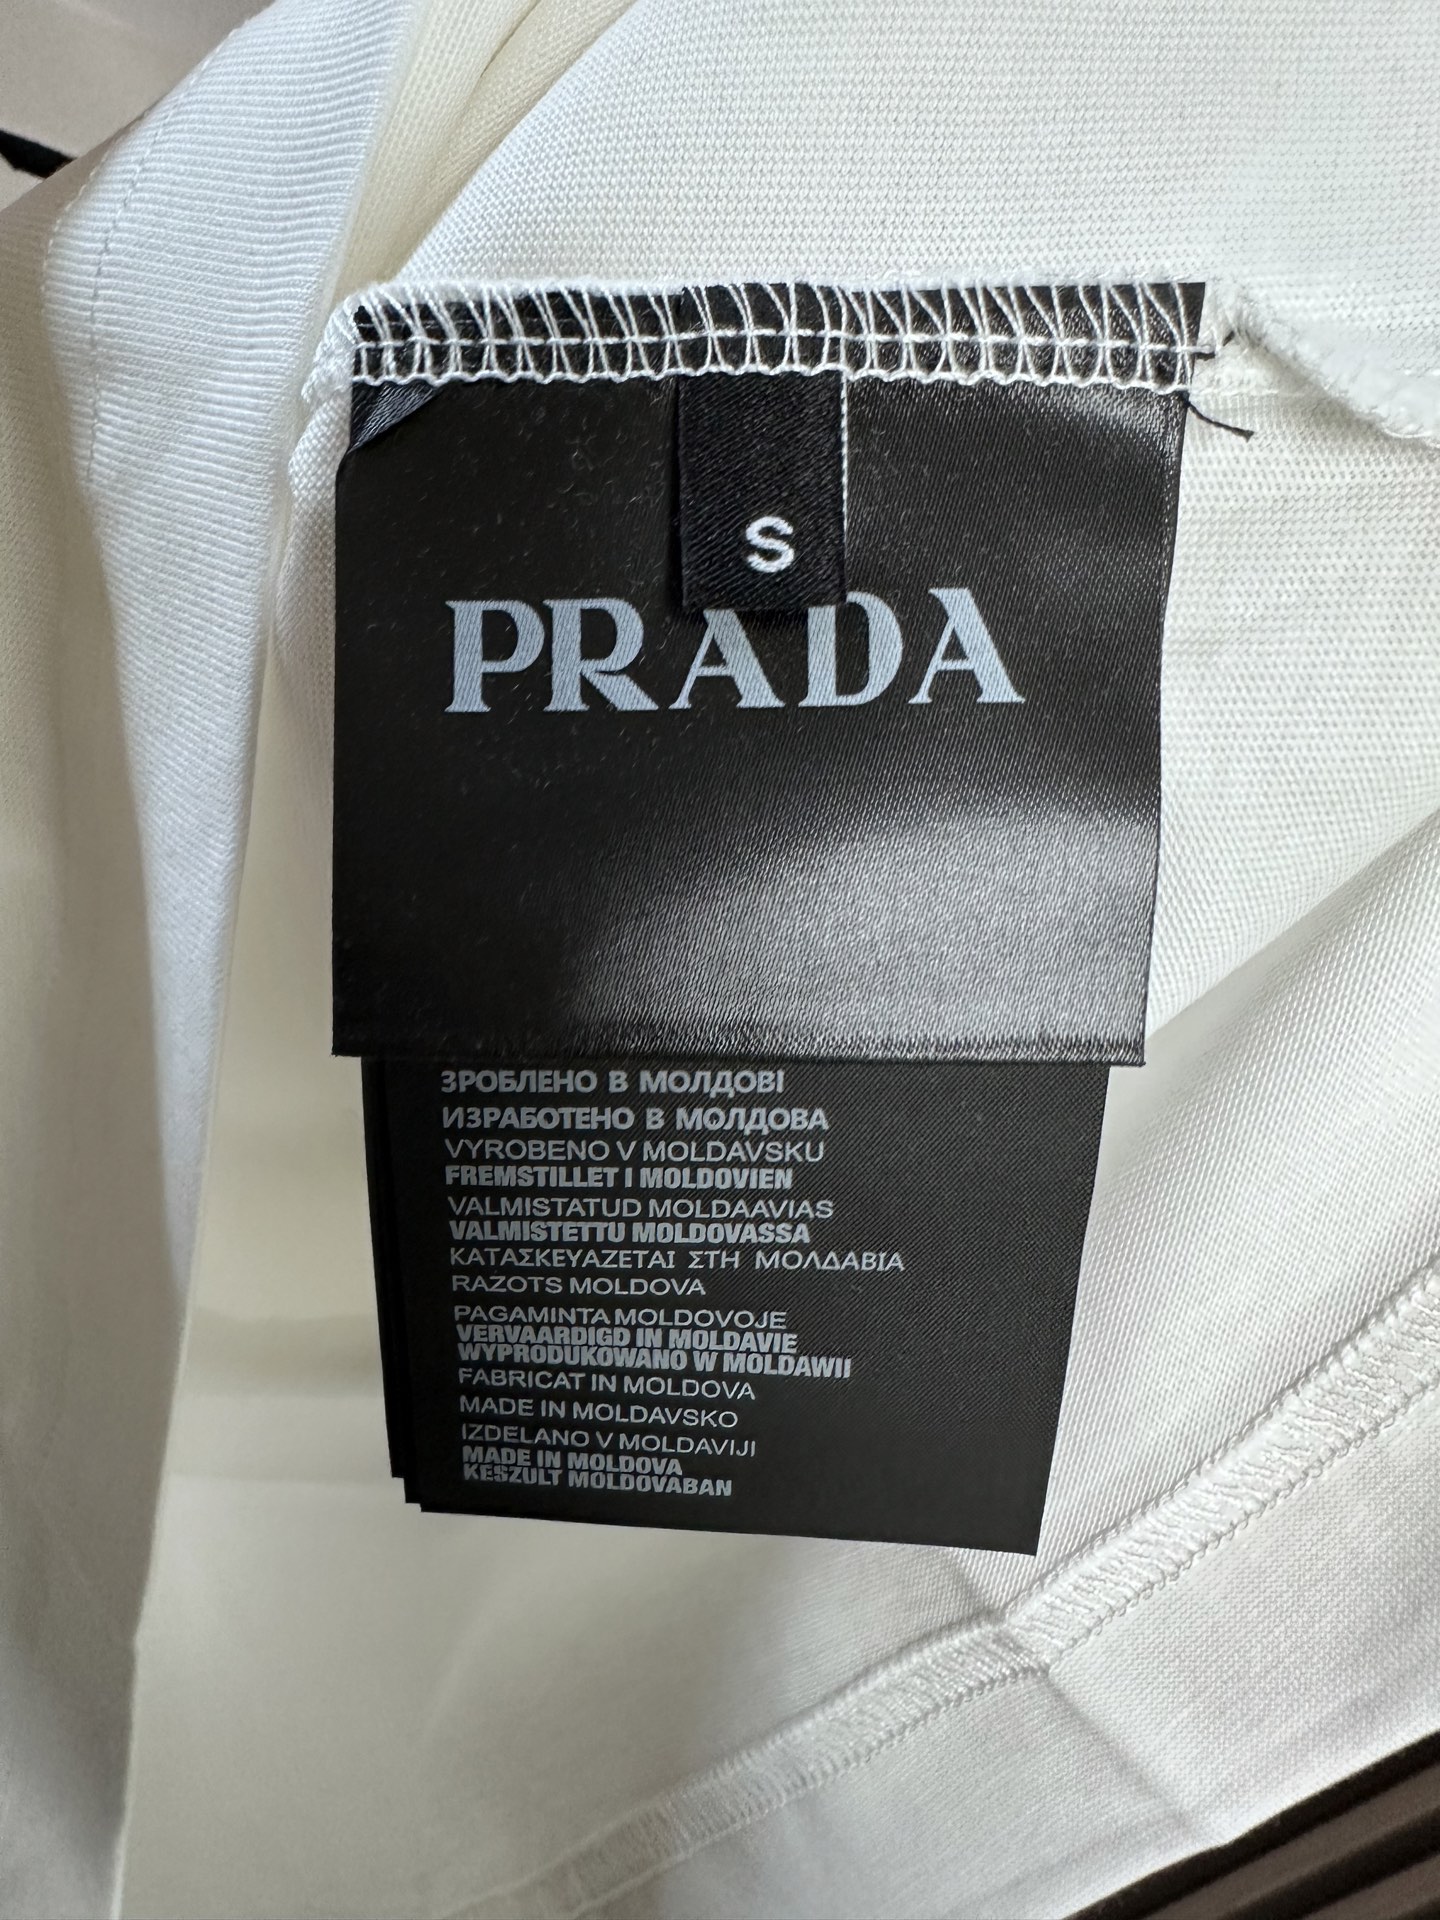 S
PRADA
ЗРОБЛЕНО В МОЛДОВІ
ИЗРАБОТЕНО В МОЛДОВА
VYROBENO V MOLDAVSKU
FREMSTILLET I MOLDOVIEN
VALMISTATUD MOLDAAVIAS
VALMISTETTU MOLDOVASSA
ΚΑΤΑΣΚΕΥΑΖΕΤΑΙ ΣΤΗ ΜΟΛΔΑΒΙΑ
RAZOTS MOLDOVA
PAGAMINTA MOLDOVOJE
VERVAARDIGD IN MOLDAVIE
WYPRODUKOWANO W MOLDAWII
FABRICAT IN MOLDOVA
MADE IN MOLDAVSKO
IZDELANO V MOLDAVIJI
MADE IN MOLDOVA
KESZULT MOLDOVABAN